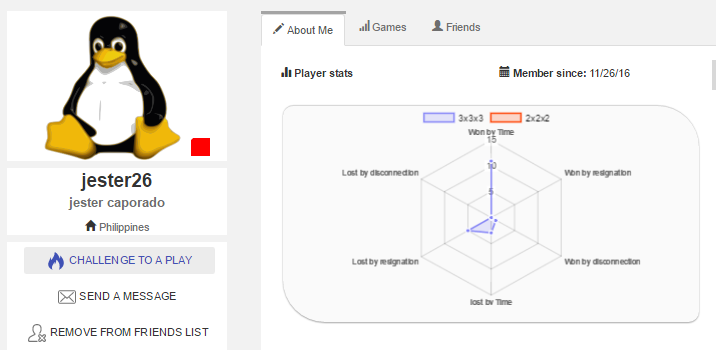 jester26
jester caporado
Philippines
CHALLENGE TO A PLAY
SEND A MESSAGE
REMOVE FROM FRIENDS LIST
About Me
Games
Friends
Player stats
Member since: 11/26/16
3x3x3
2x2x2
Won by Time
15
10
5
Lost by disconnection
Won by resignation
Lost by resignation
Won by disconnection
lost by Time